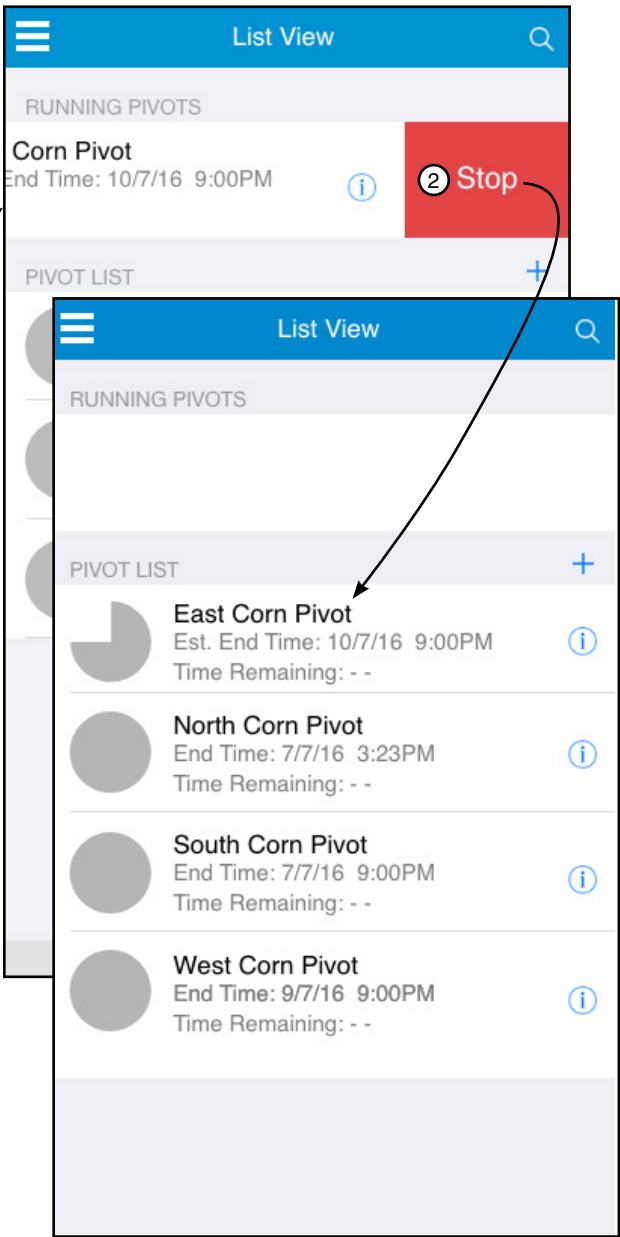 List View
RUNNING PIVOTS
Corn Pivot
End Time: 10/7/16 9:00PM
2 Stop
PIVOT LIST
List View
RUNNING PIVOTS
PIVOT LIST
East Corn Pivot
Est. End Time: 10/7/16 9:00PM
Time Remaining: - -
North Corn Pivot
End Time: 7/7/16 3:23PM
Time Remaining: - -
South Corn Pivot
End Time: 7/7/16 9:00PM
Time Remaining: - -
West Corn Pivot
End Time: 9/7/16 9:00PM
Time Remaining: - -